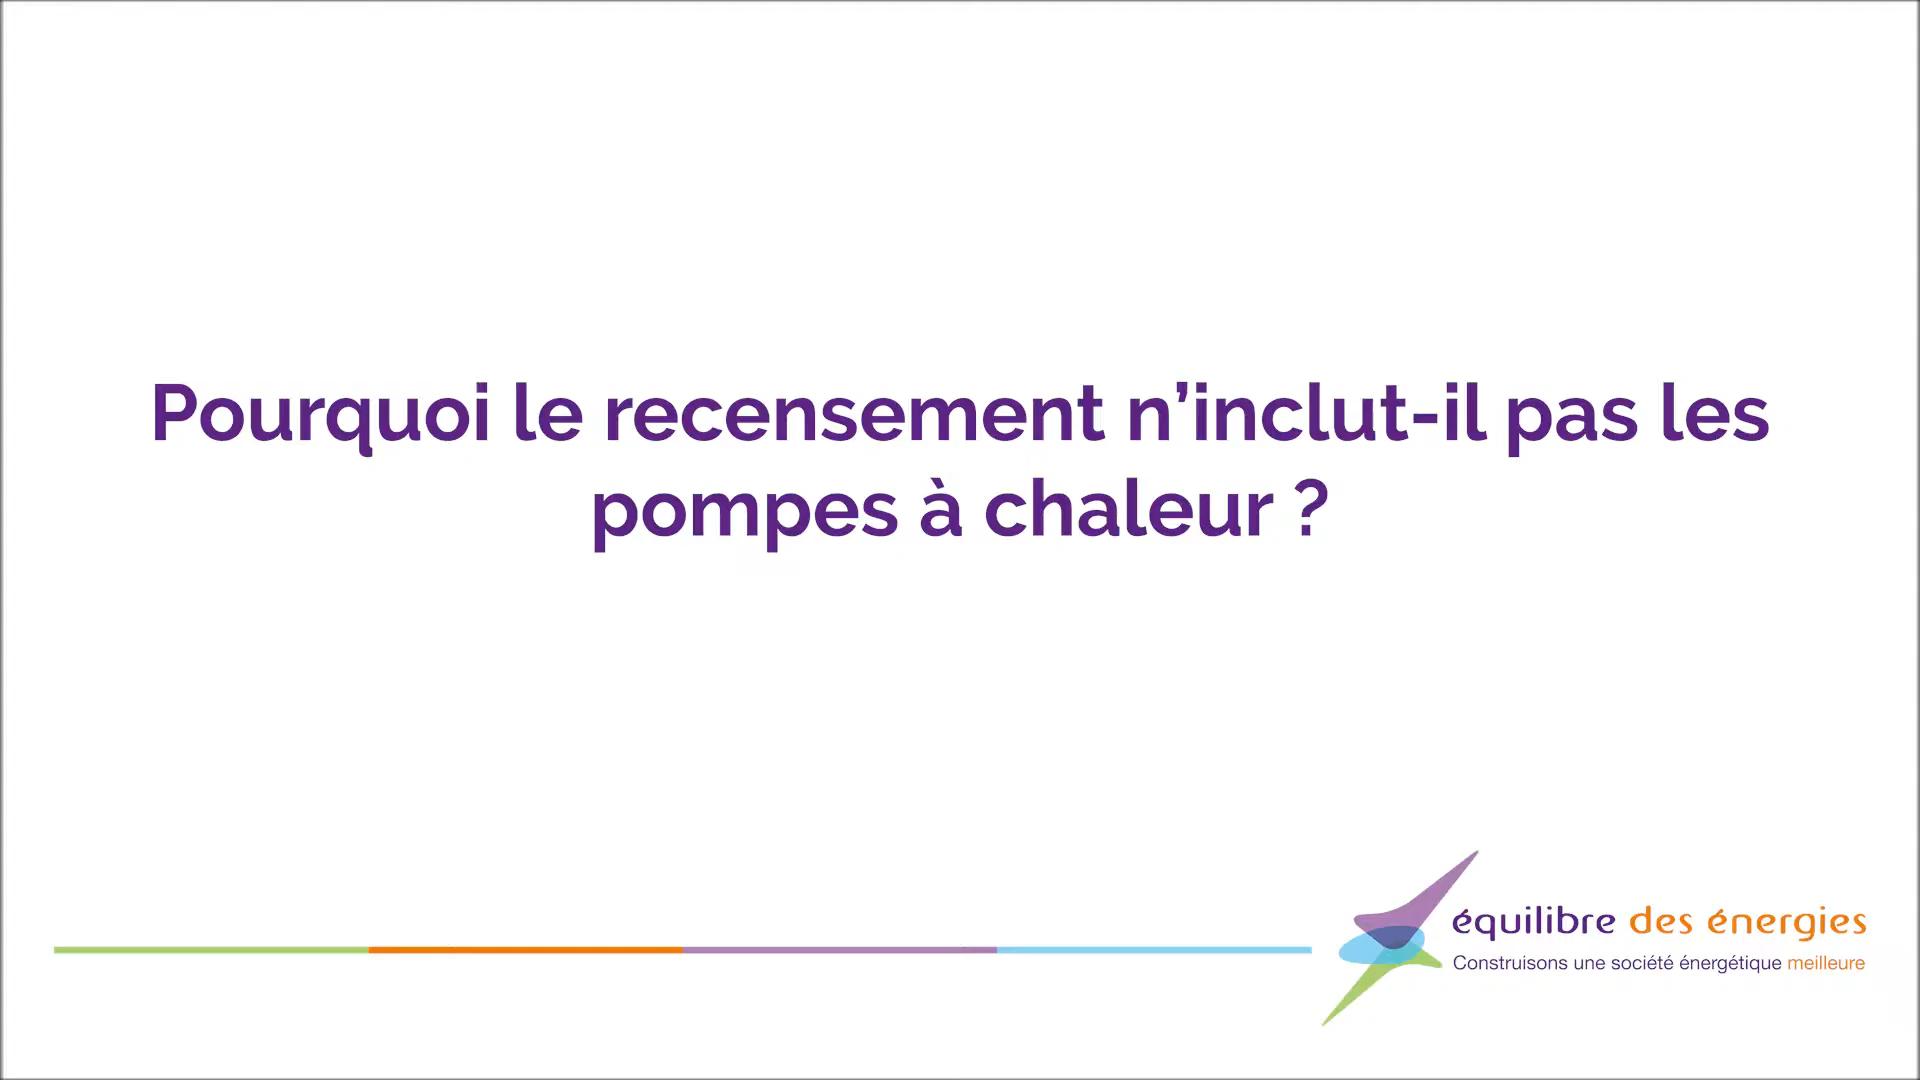 Pourquoi le recensement n’inclut-il pas les
pompes à chaleur ?
équilibre des énergies
Construisons une société énergétique meilleure